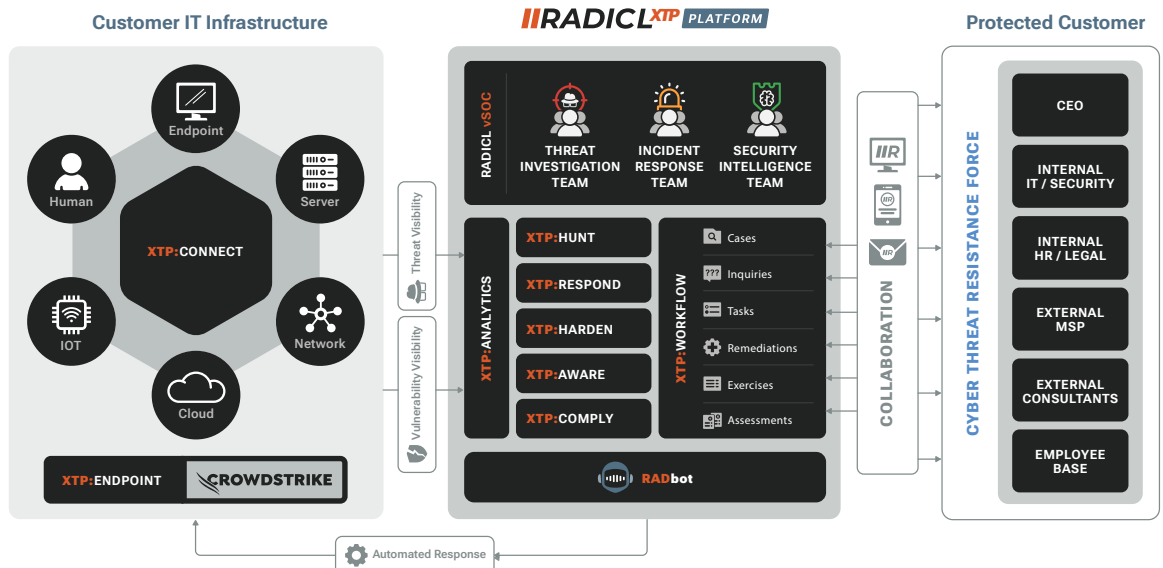 Customer IT Infrastructure
Endpoint
Human
Server
XTP:CONNECT
IOT
Network
Cloud
XTP:ENDPOINT
CROWDSTRIKE
Threat Visibility
Vulnerability Visibility
RADICL XTP PLATFORM
RADICL vSOC
THREAT
INVESTIGATION
TEAM
INCIDENT
RESPONSE
TEAM
SECURITY
INTELLIGENCE
TEAM
XTP:ANALYTICS
XTP:HUNT
XTP:RESPOND
XTP:HARDEN
XTP:AWARE
XTP:COMPLY
XTP:WORKFLOW
Cases
???
Inquiries
Tasks
Remediations
Exercises
Assessments
RADbot
Automated Response
R
R
R
COLLABORATION
Protected Customer
CYBER THREAT RESISTANCE FORCE
CEO
INTERNAL
IT / SECURITY
INTERNAL
HR / LEGAL
EXTERNAL
MSP
EXTERNAL
CONSULTANTS
EMPLOYEE
BASE